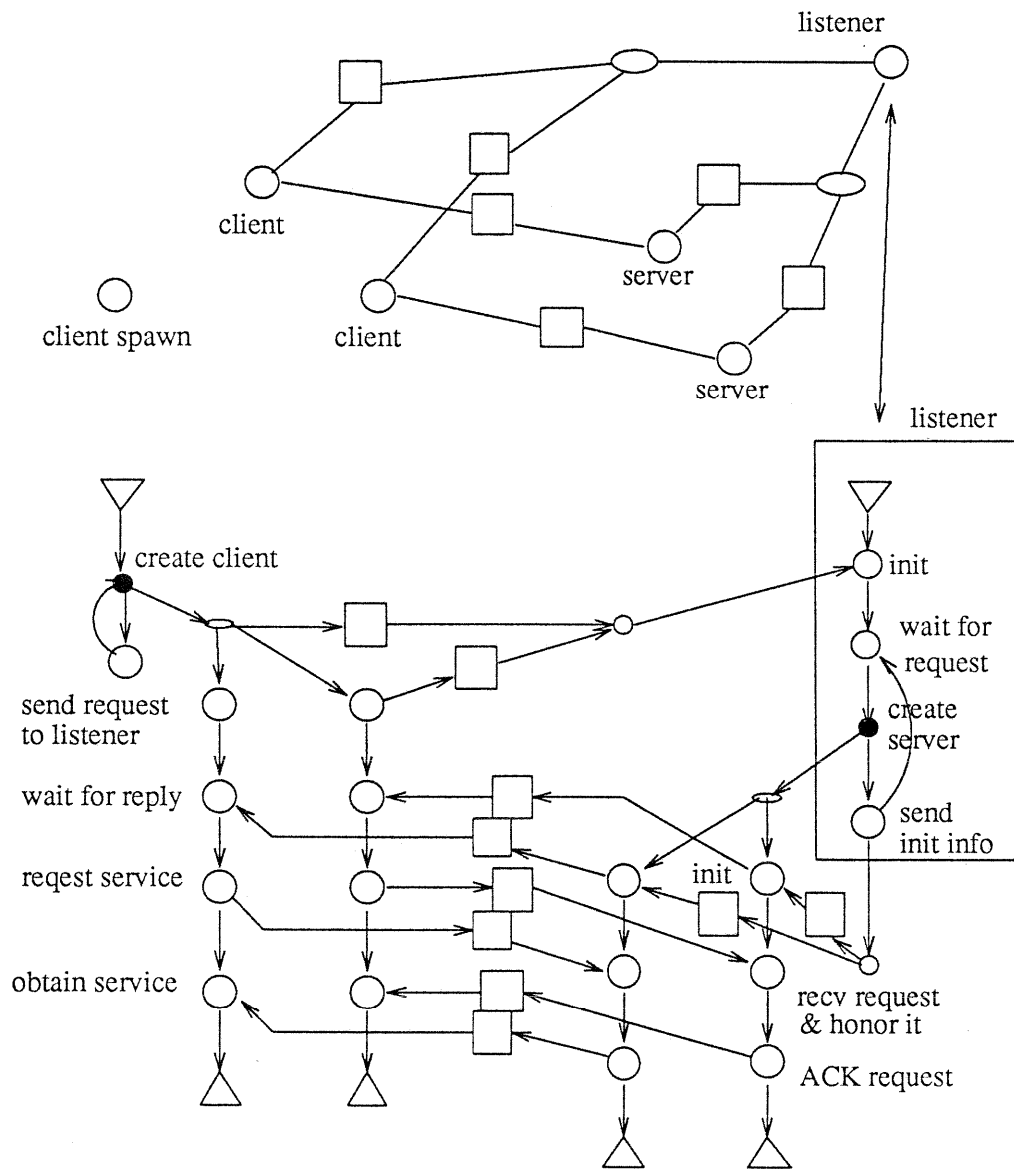 listener
client
server
client spawn
client
server
listener
create client
init
wait for
request
send request
to listener
create
server
wait for reply
send
init info
reqest service
init
obtain service
recv request
& honor it
ACK request